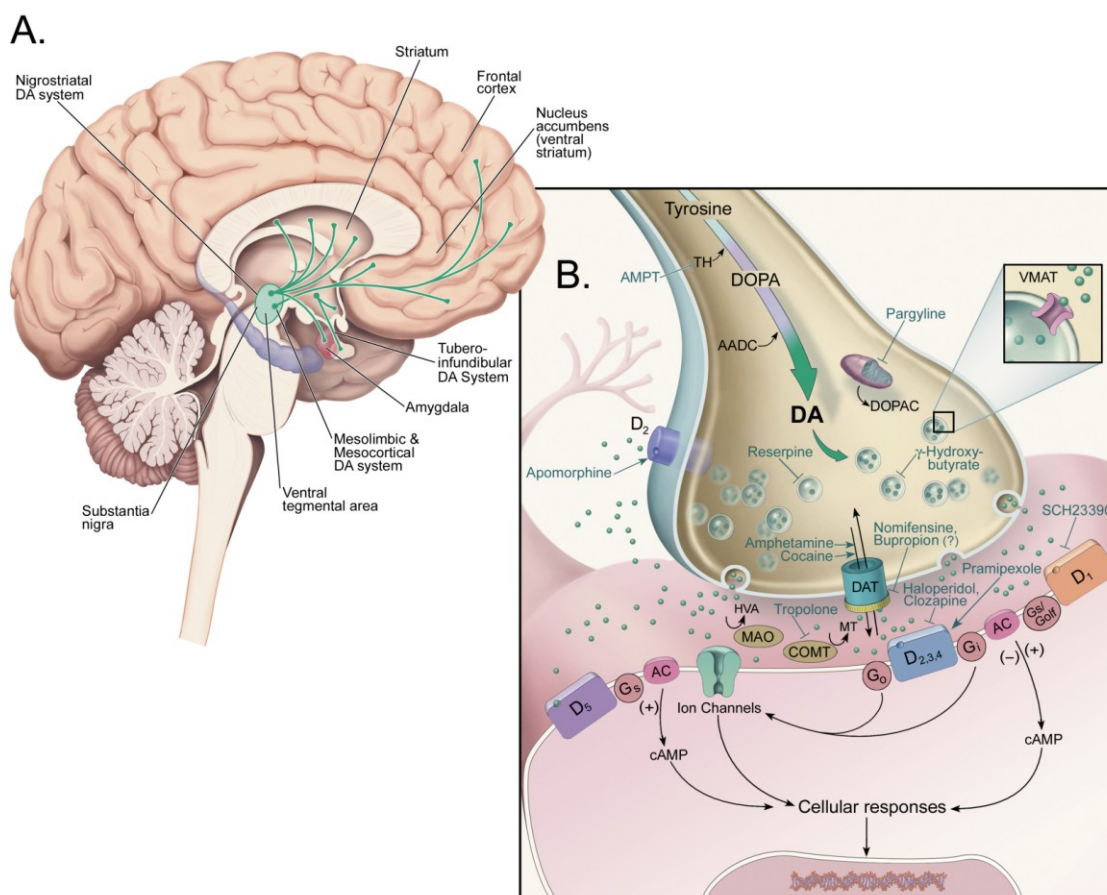 A.
Striatum
Nigrostriatal
DA system
Frontal
cortex
Nucleus
accumbens
(ventral
striatum)
Tubero-
infundibular
DA System
Amygdala
Mesolimbic &
Mesocortical
DA system
Ventral
tegmental area
Substantia
nigra
B.
Tyrosine
TH
AMPT
DOPA
AADC
VMAT
Pargyline
DOPAC
DA
D2
Apomorphine
Reserpine
γ-Hydroxy-
butyrate
SCH23390
Amphetamine
Cocaine
Nomifensine,
Bupropion (?)
DAT
Pramipexole
Haloperidol,
Clozapine
D1
Gs/
Golf
AC
(–)
(+)
Gi
D2,3,4
Go
HVA
MAO
Tropolone
MT
COMT
D5
Gs
AC
(+)
Ion Channels
cAMP
cAMP
Cellular responses